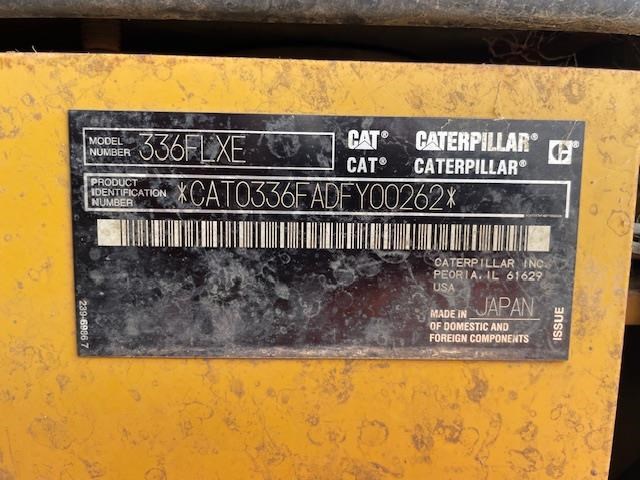 MODEL NUMBER 336FLXE
CAT® CATERPILLAR®
CAT® CATERPILLAR®
PRODUCT IDENTIFICATION NUMBER *CAT0336FADFY00262*
CATERPILLAR INC.
PEORIA, IL 61629
USA
MADE IN JAPAN
OF DOMESTIC AND
FOREIGN COMPONENTS
ISSUE